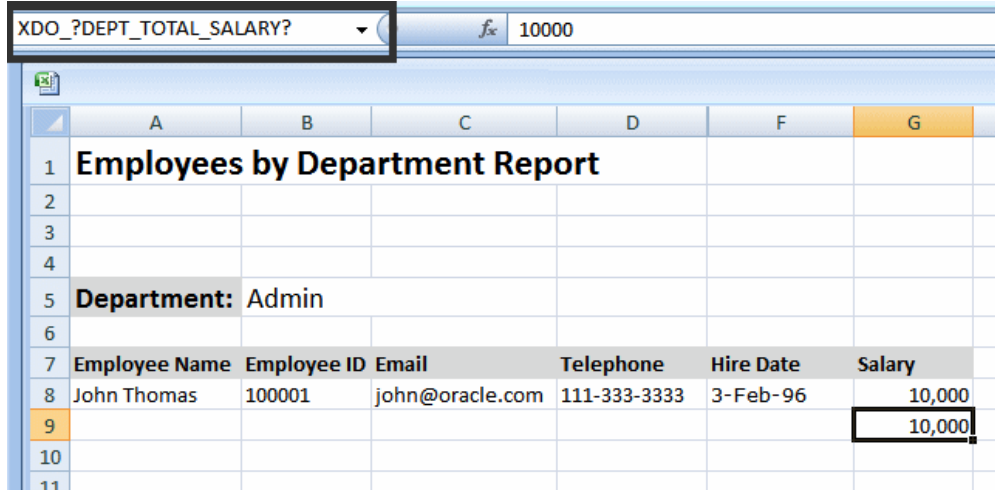 XDO_?DEPT_TOTAL_SALARY? fx 10000
A B C D F G
1 Employees by Department Report
2
3
4
5 Department: Admin
6
7 Employee Name Employee ID Email Telephone Hire Date Salary
8 John Thomas 100001 john@oracle.com 111-333-3333 3-Feb-96 10,000
9 10,000
10
11